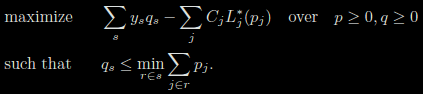 maximize ∑_s y_s q_s − ∑_j C_j L_j^*(p_j) over p ≥ 0, q ≥ 0
such that q_s ≤ min_{r∈s} ∑_{j∈r} p_j.